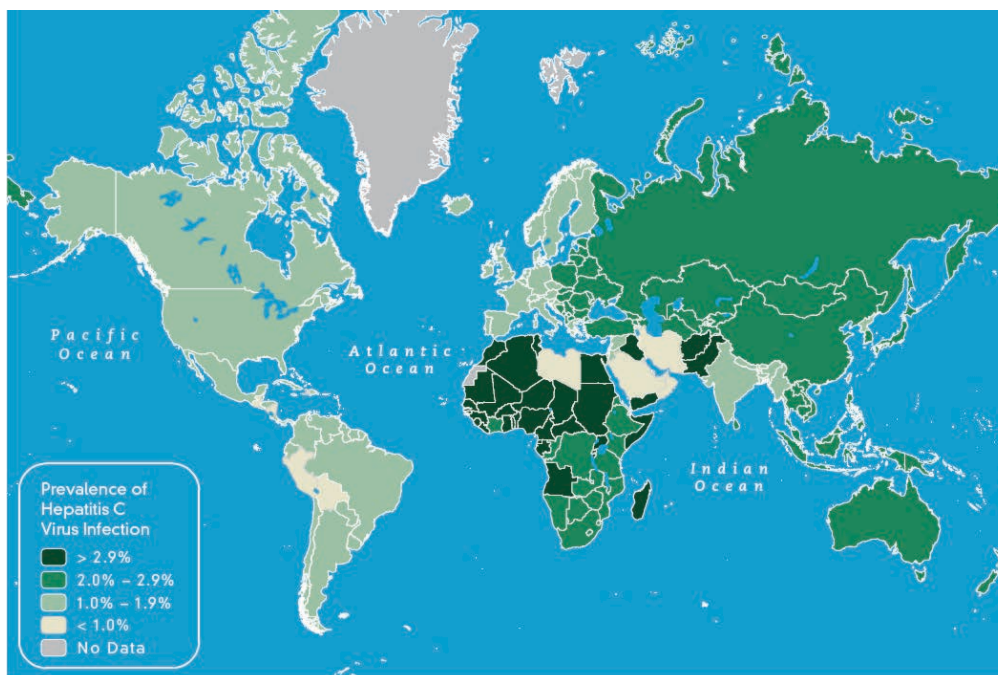 Pacific
Ocean
Atlantic
Ocean
Indian
Ocean
Prevalence of
Hepatitis C
Virus Infection
> 2.9%
2.0% – 2.9%
1.0% – 1.9%
< 1.0%
No Data